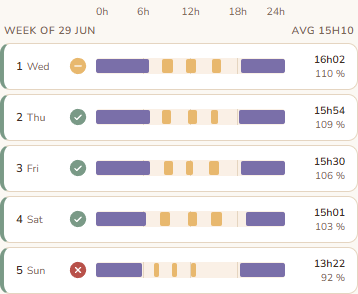 0h 6h 12h 18h 24h
WEEK OF 29 JUN AVG 15H10
1 Wed 16h02
110 %
2 Thu 15h54
109 %
3 Fri 15h30
106 %
4 Sat 15h01
103 %
5 Sun 13h22
92 %